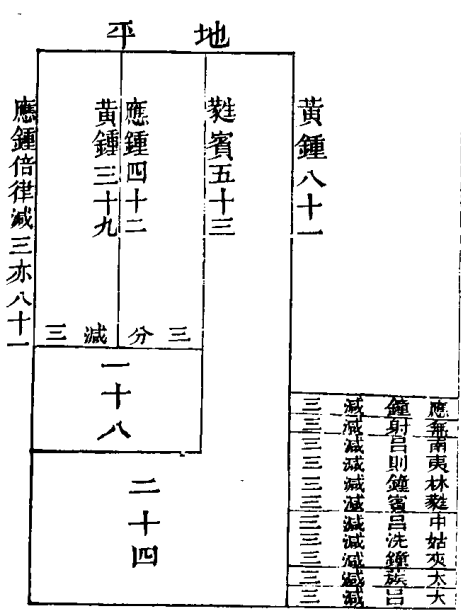 地平
黃鍾八十一
蕤賓五十三
應鍾四十二
黃鍾三十九
應鍾倍律減三亦八十一
三分減三
一十八
二十四
應鐘減三
無射減三
南呂減三
夷則減三
林鐘減三
蕤賓減三
中呂減三
姑洗減三
夾鐘減三
太蔟減三
大呂減三